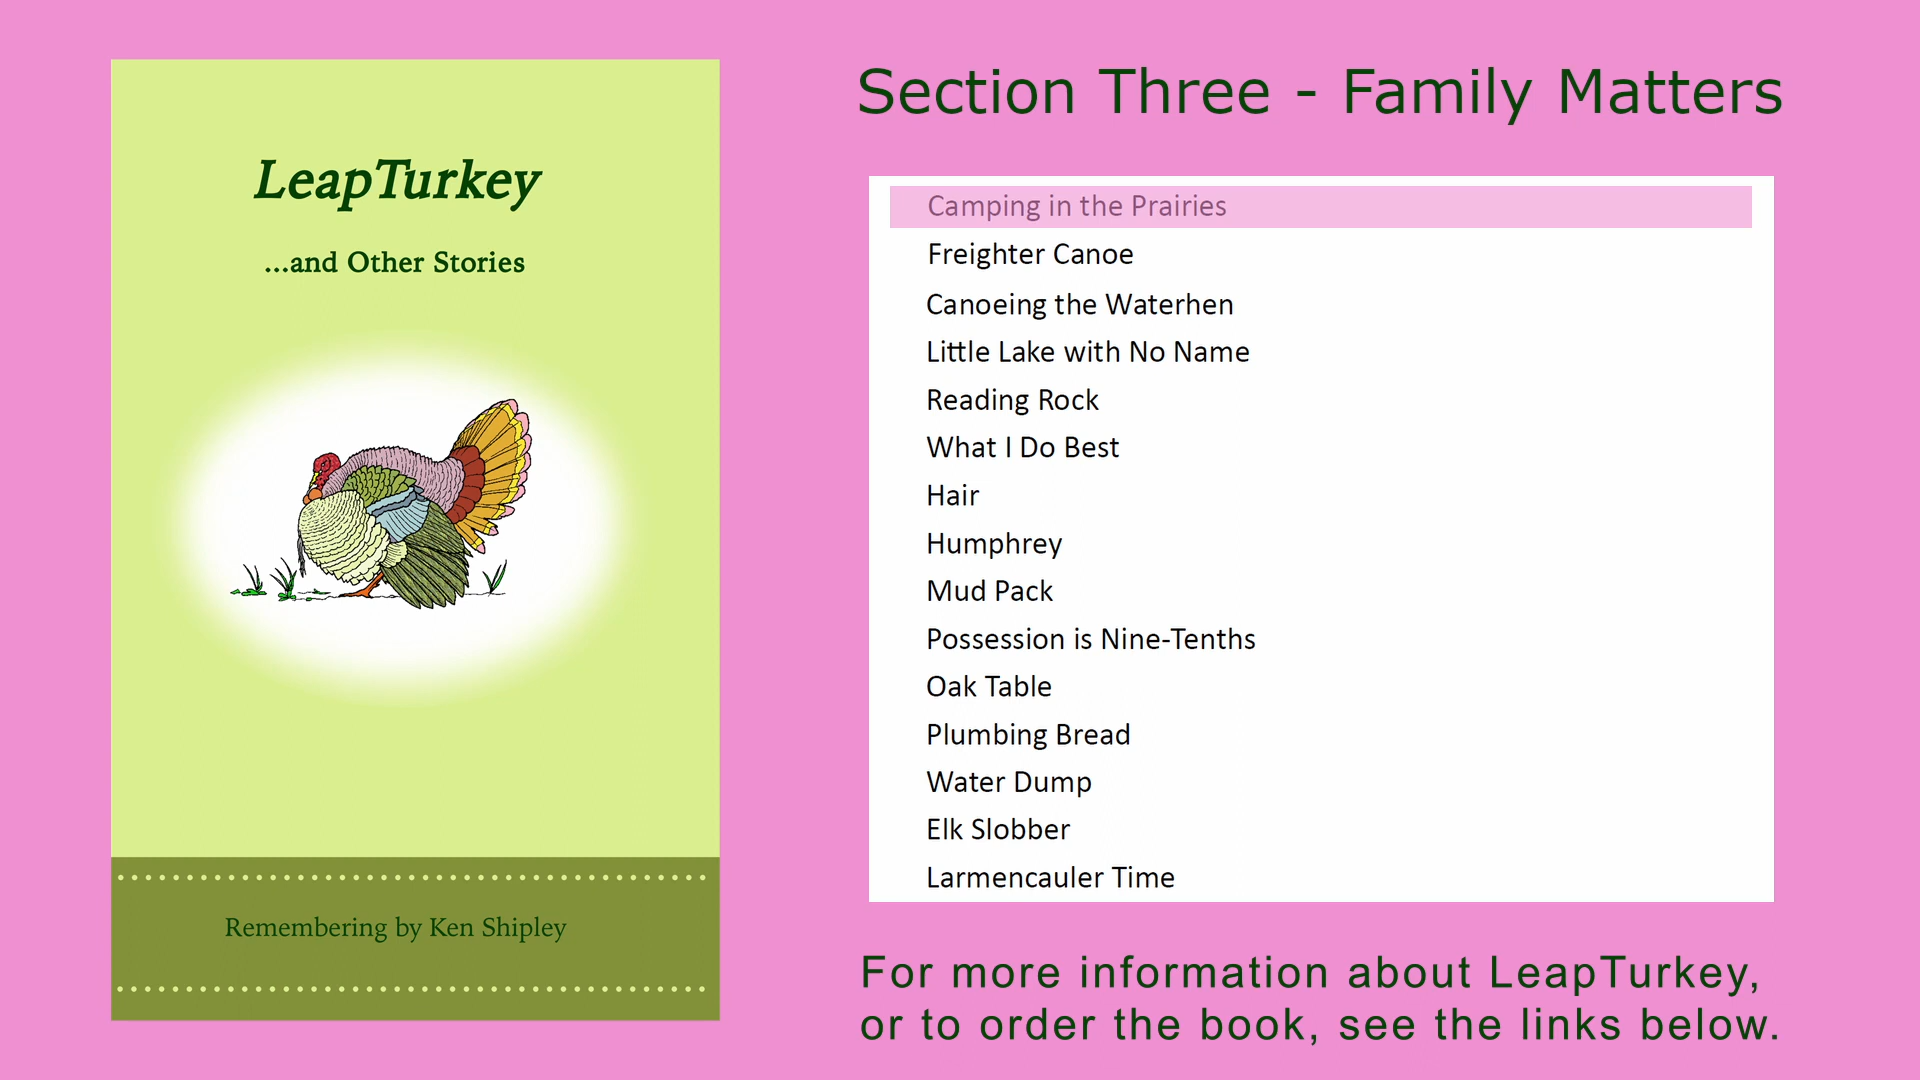 LeapTurkey
...and Other Stories
Remembering by Ken Shipley
Section Three - Family Matters
Camping in the Prairies
Freighter Canoe
Canoeing the Waterhen
Little Lake with No Name
Reading Rock
What I Do Best
Hair
Humphrey
Mud Pack
Possession is Nine-Tenths
Oak Table
Plumbing Bread
Water Dump
Elk Slobber
Larmencauler Time
For more information about LeapTurkey,
or to order the book, see the links below.